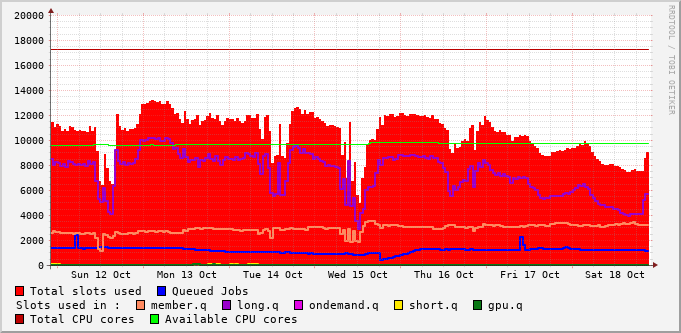 20000
18000
16000
14000
12000
10000
8000
6000
4000
2000
0
Sun 12 Oct Mon 13 Oct Tue 14 Oct Wed 15 Oct Thu 16 Oct Fri 17 Oct Sat 18 Oct
Total slots used Queued Jobs
Slots used in : member.q long.q ondemand.q short.q gpu.q
Total CPU cores Available CPU cores
RRDTOOL / TOBI OETIKER